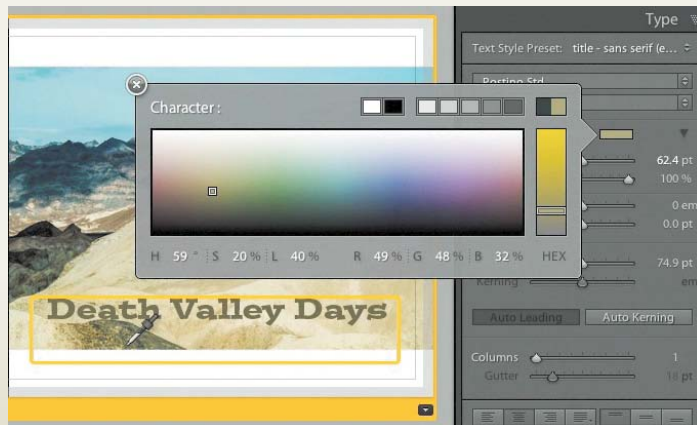 Type
Text Style Preset: title - sans serif (e...
Postino Std
Character :
62.4 pt
100 %
0 em
0.0 pt
H 59 ° S 20 % L 40 % R 49 % G 48 % B 32 % HEX
74.9 pt
Kerning em
Death Valley Days
Auto Leading Auto Kerning
Columns 1
Gutter 18 pt